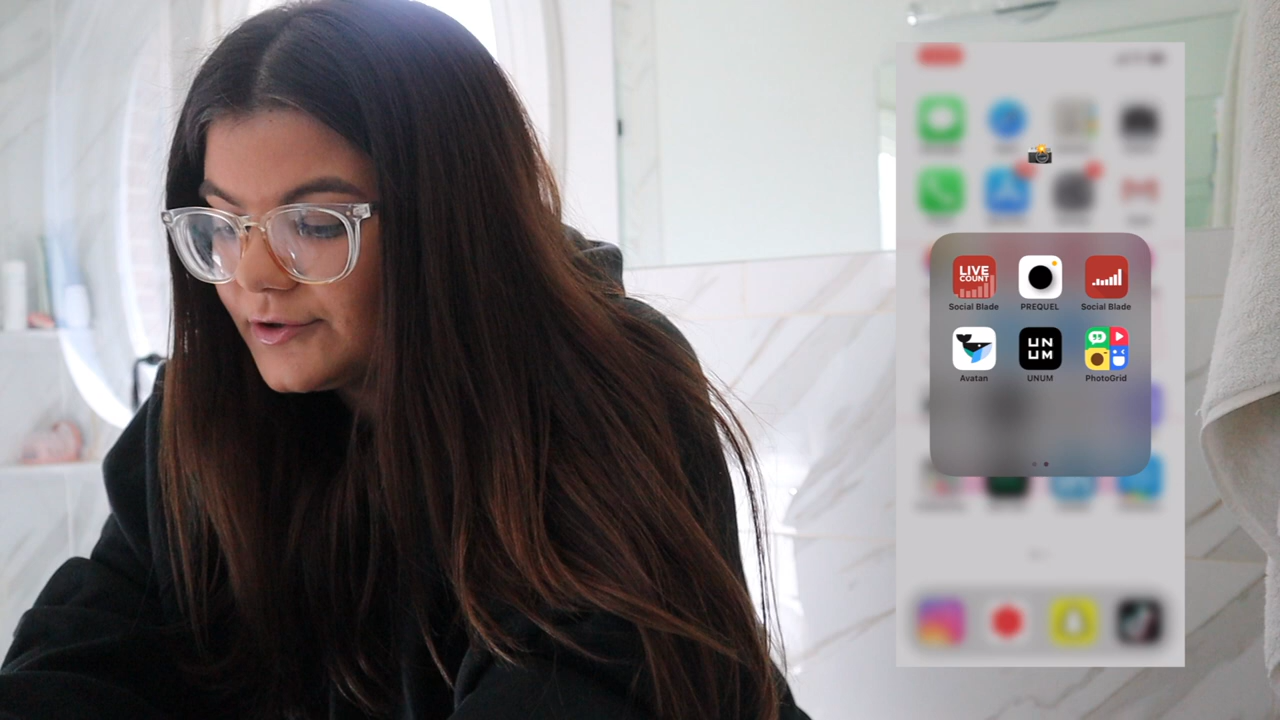 LIVE
COUNT
Social Blade
PREQUEL
Social Blade
UN
UM
Avatan
UNUM
PhotoGrid